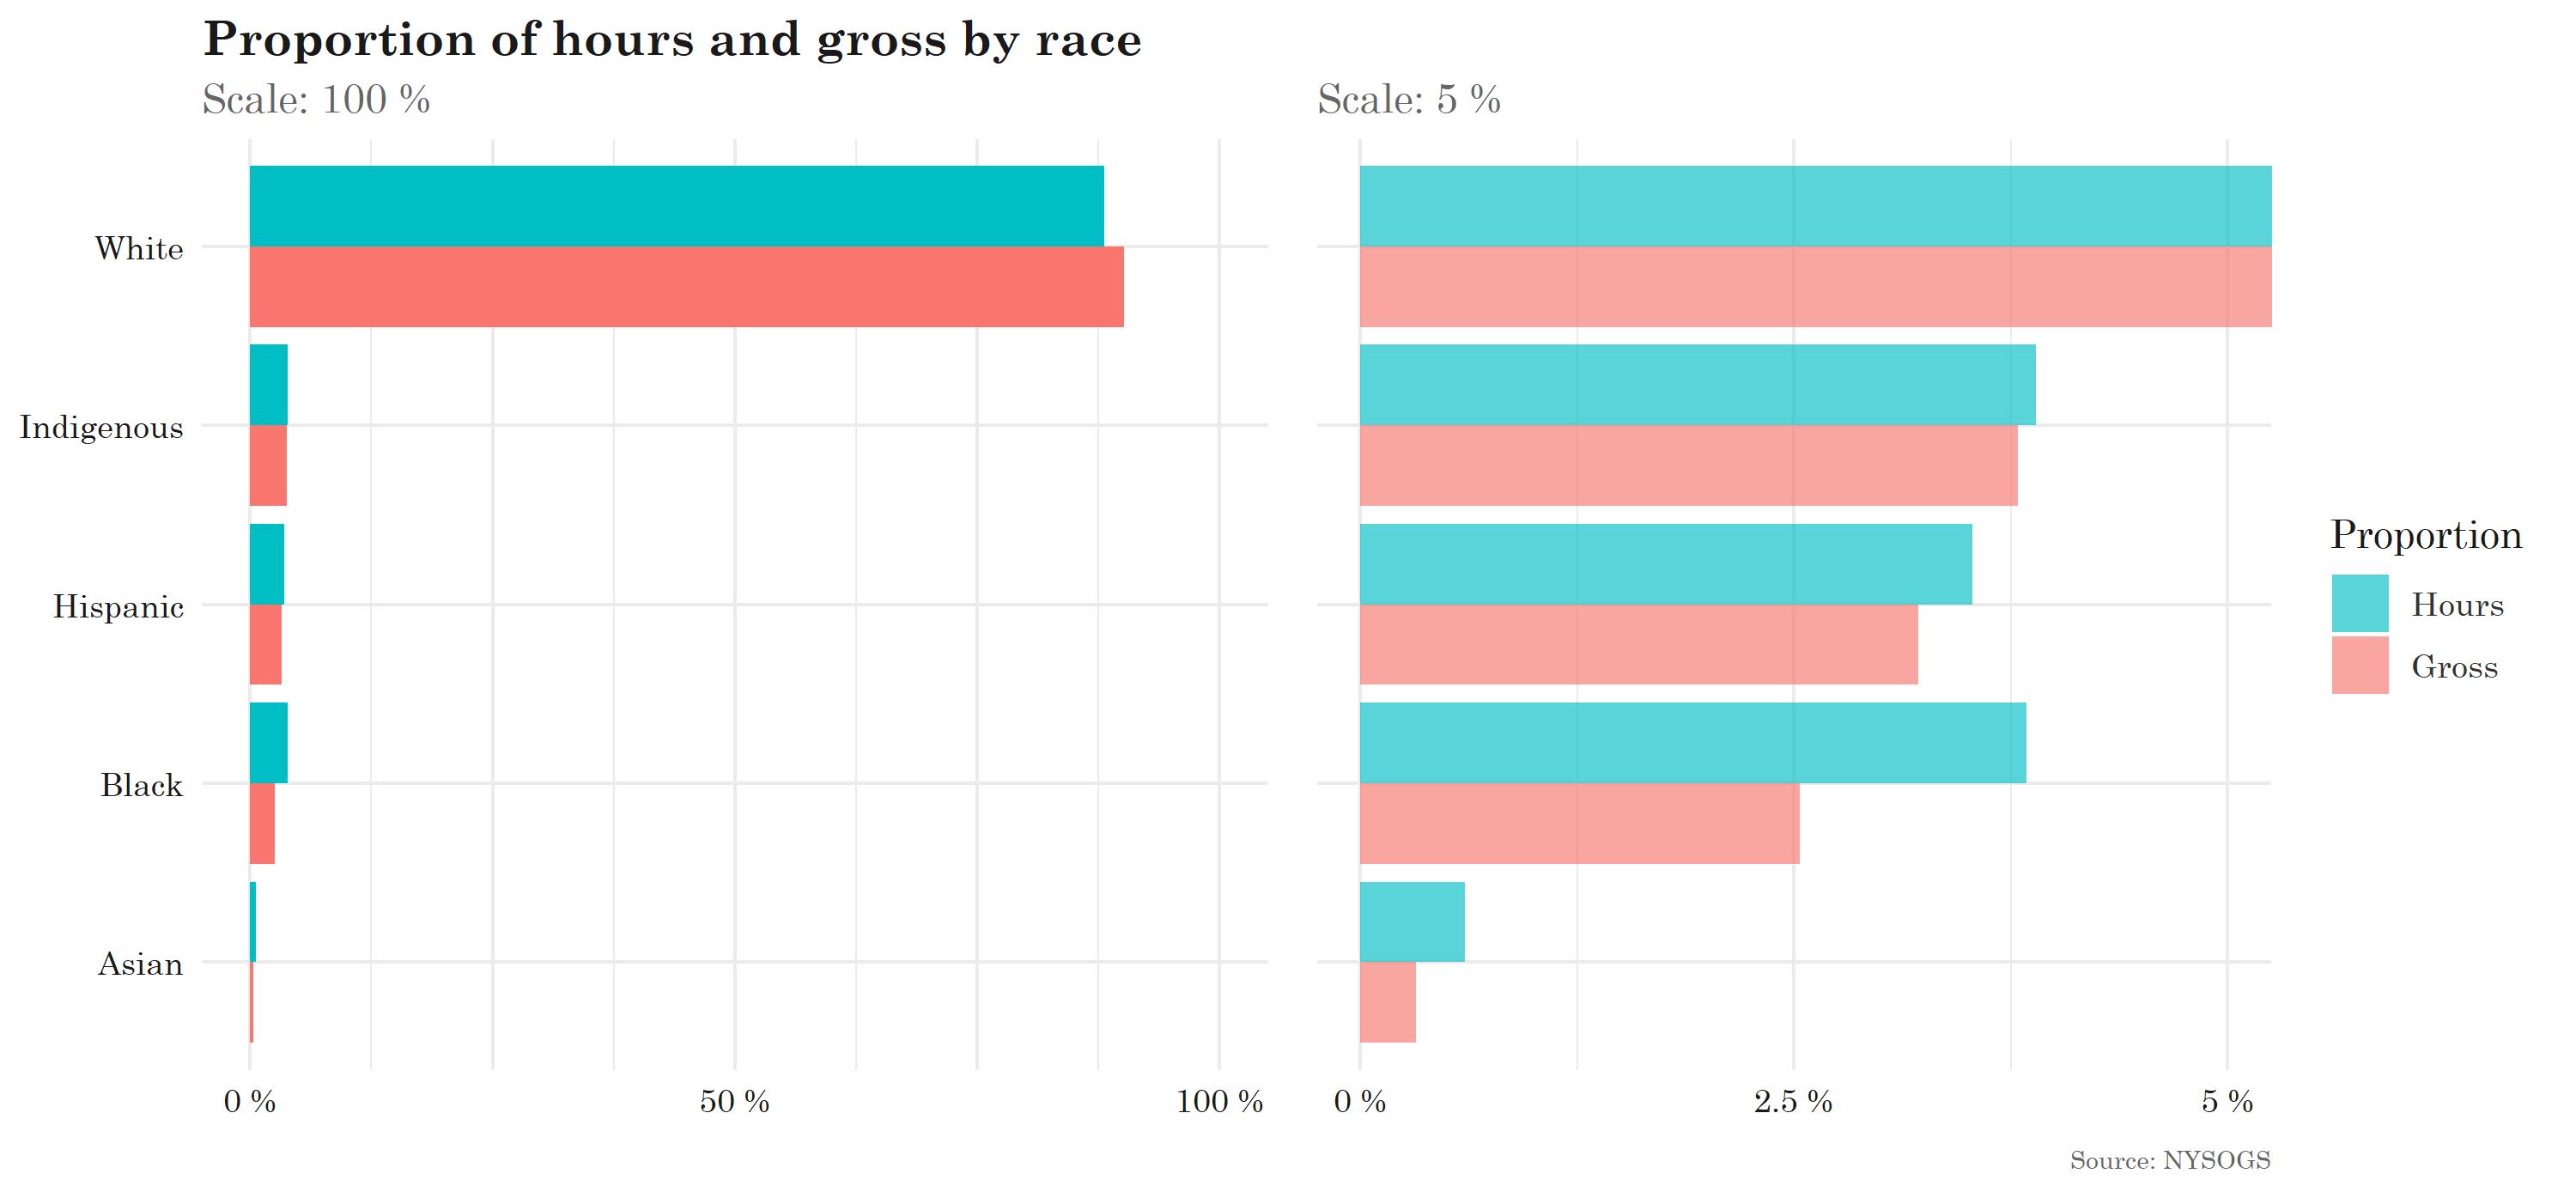 Proportion of hours and gross by race
Scale: 100 %
Scale: 5 %
White
Indigenous
Hispanic
Black
Asian
0 %
50 %
100 %
0 %
2.5 %
5 %
Proportion
Hours
Gross
Source: NYSOGS